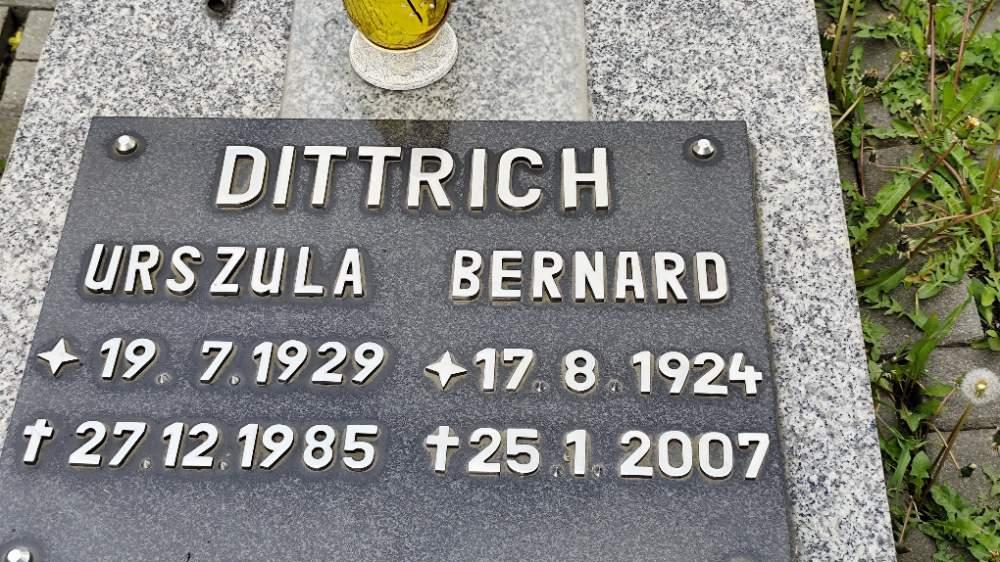 DITTRICH
URSZULA BERNARD
19. 7. 1929 17. 8. 1924
27. 12. 1985 25. 1. 2007